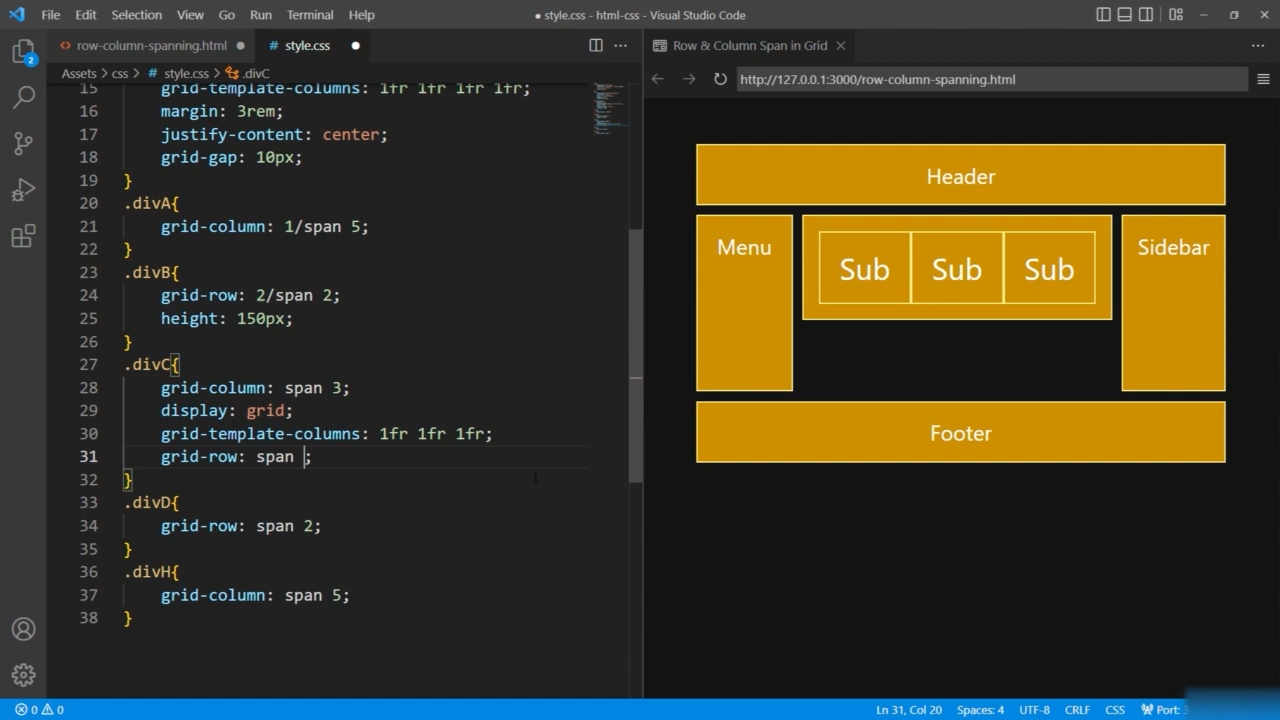 File Edit Selection View Go Run Terminal Help
● style.css - html-css - Visual Studio Code
row-column-spanning.html ●
# style.css ●
Row & Column Span in Grid
Assets > css > # style.css > .divC
http://127.0.0.1:3000/row-column-spanning.html
2
15 grid-template-columns: 1fr 1fr 1fr 1fr;
16 margin: 3rem;
17 justify-content: center;
18 grid-gap: 10px;
19 }
20 .divA{
21 grid-column: 1/span 5;
22 }
23 .divB{
24 grid-row: 2/span 2;
25 height: 150px;
26 }
27 .divC{
28 grid-column: span 3;
29 display: grid;
30 grid-template-columns: 1fr 1fr 1fr;
31 grid-row: span ;
32 }
33 .divD{
34 grid-row: span 2;
35 }
36 .divH{
37 grid-column: span 5;
38 }
Header
Menu
Sub Sub Sub
Sidebar
Footer
0 0
Ln 31, Col 20 Spaces: 4 UTF-8 CRLF CSS Port: